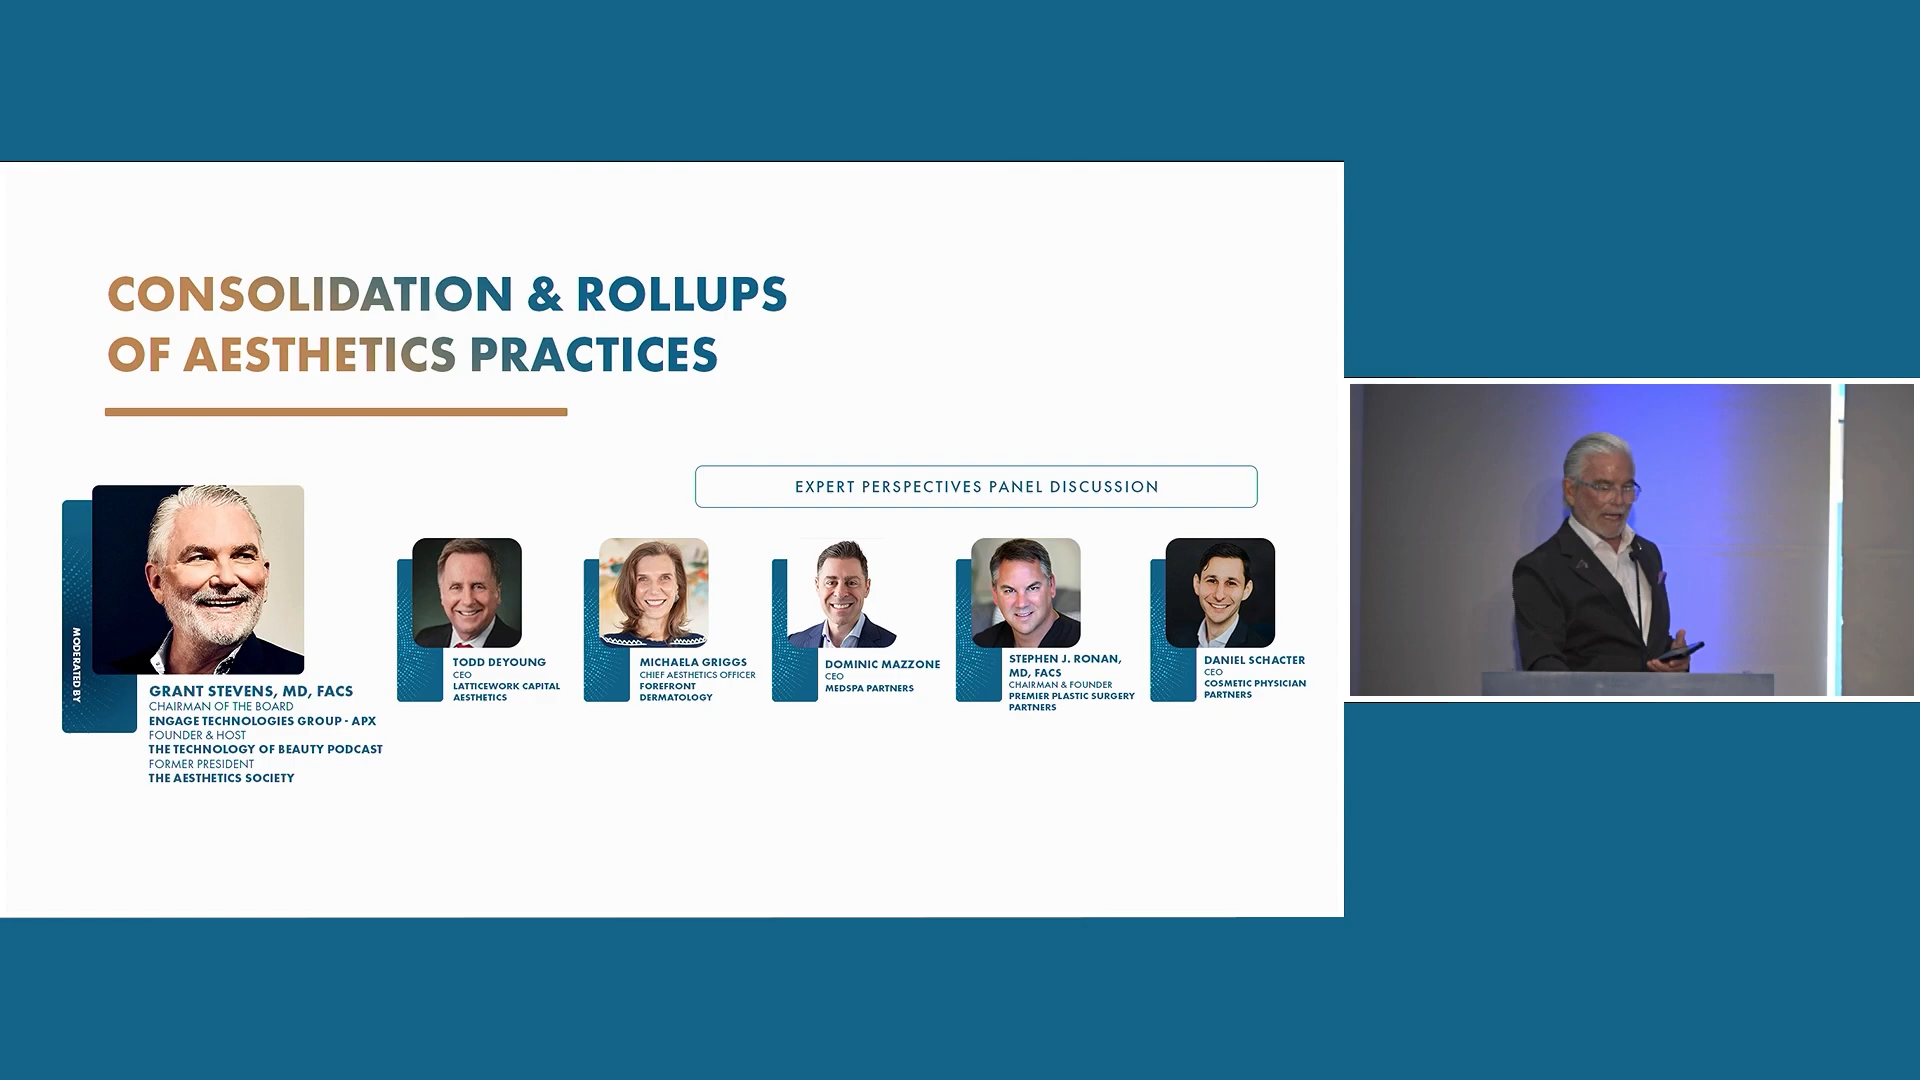 CONSOLIDATION & ROLLUPS
OF AESTHETICS PRACTICES
EXPERT PERSPECTIVES PANEL DISCUSSION
MODERATED BY
GRANT STEVENS, MD, FACS
CHAIRMAN OF THE BOARD
ENGAGE TECHNOLOGIES GROUP - APX
FOUNDER & HOST
THE TECHNOLOGY OF BEAUTY PODCAST
FORMER PRESIDENT
THE AESTHETICS SOCIETY
TODD DEYOUNG
CEO
LATTICEWORK CAPITAL
AESTHETICS
MICHAELA GRIGGS
CHIEF AESTHETICS OFFICER
FOREFRONT
DERMATOLOGY
DOMINIC MAZZONE
CEO
MEDSPA PARTNERS
STEPHEN J. RONAN,
MD, FACS
CHAIRMAN & FOUNDER
PREMIER PLASTIC SURGERY
PARTNERS
DANIEL SCHACTER
CEO
COSMETIC PHYSICIAN
PARTNERS